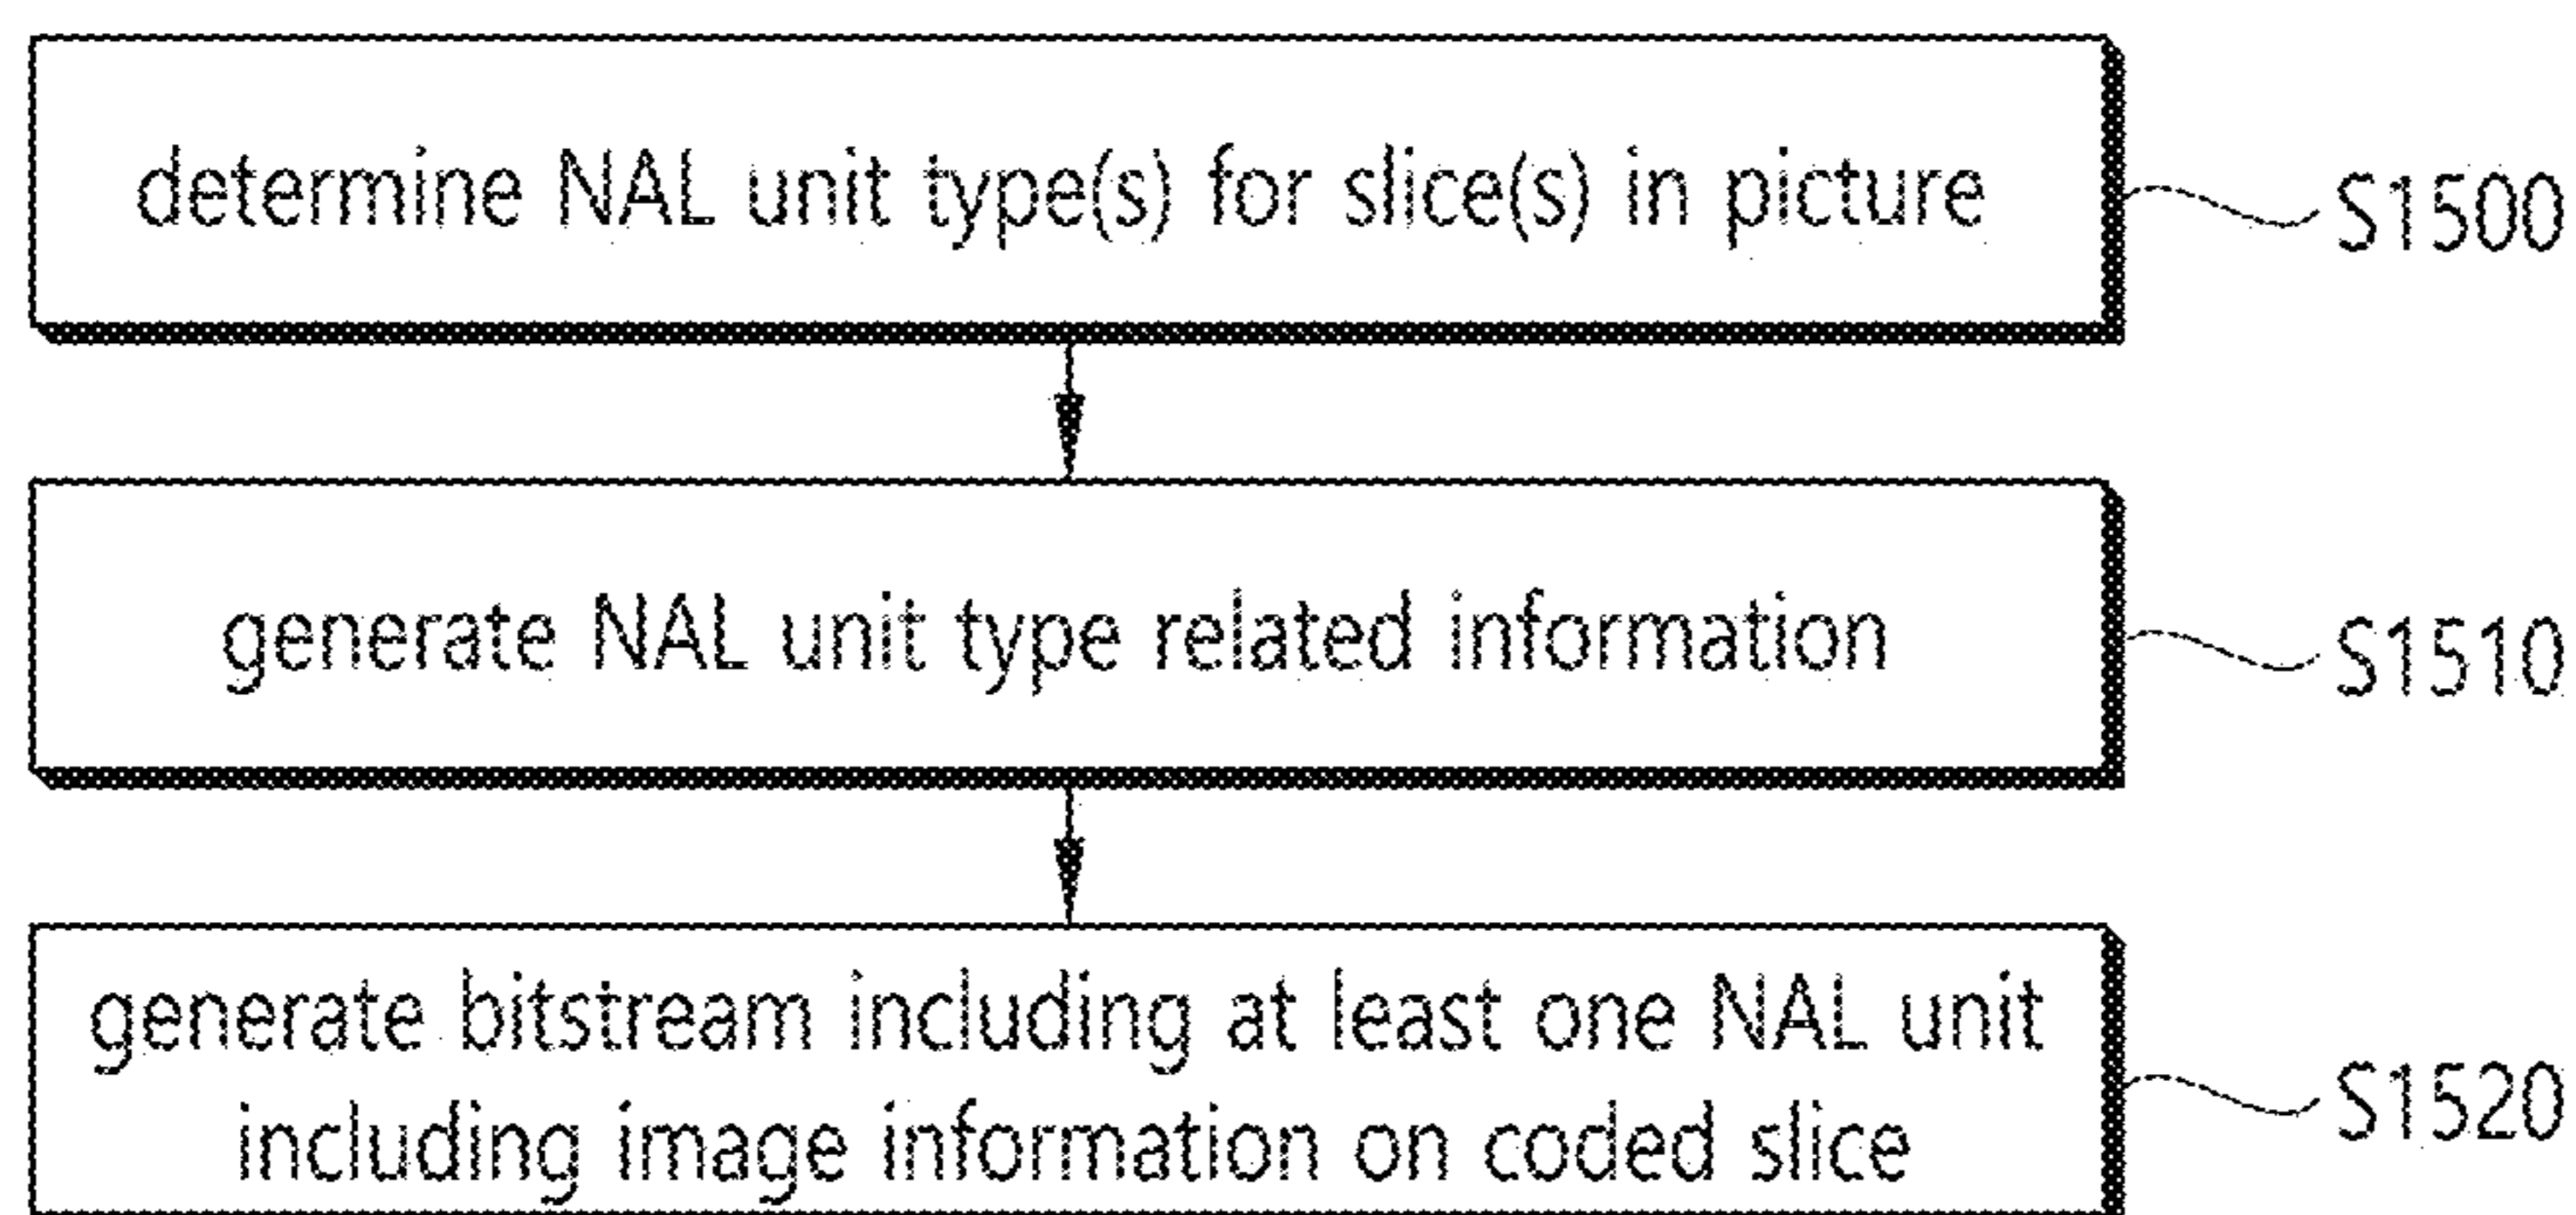 determine NAL unit type(s) for slice(s) in picture
S1500
generate NAL unit type related information
S1510
generate bitstream including at least one NAL unit
including image information on coded slice
S1520